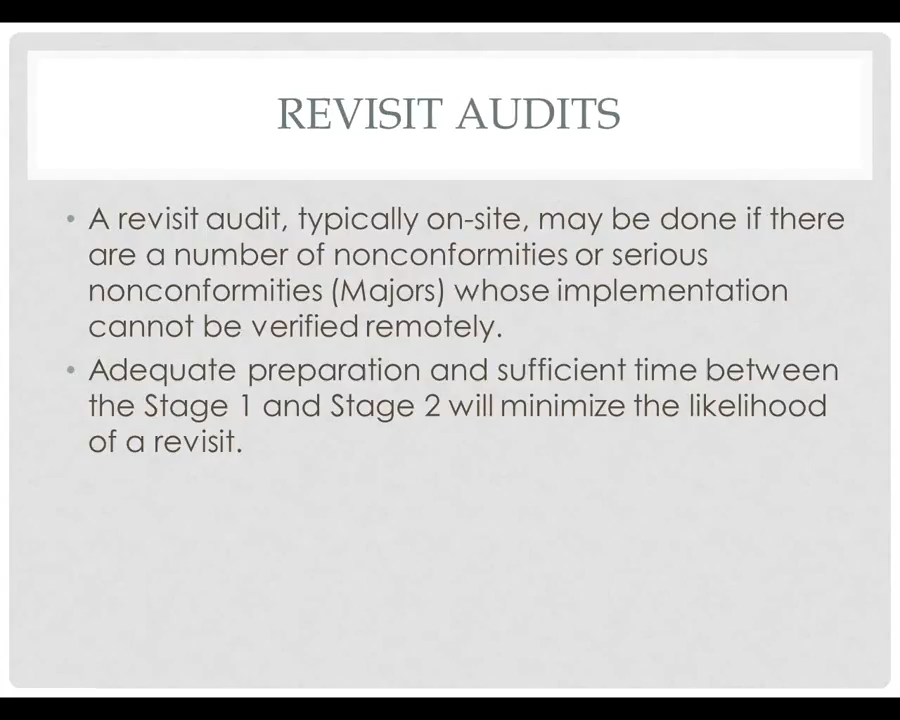 REVISIT AUDITS
• A revisit audit, typically on-site, may be done if there
are a number of nonconformities or serious
nonconformities (Majors) whose implementation
cannot be verified remotely.
• Adequate preparation and sufficient time between
the Stage 1 and Stage 2 will minimize the likelihood
of a revisit.